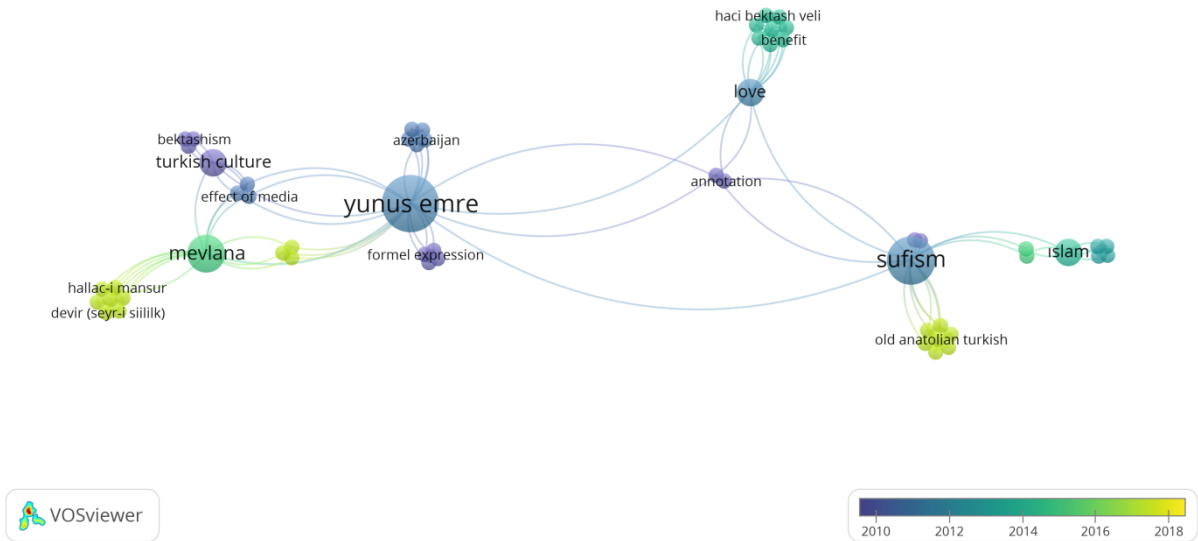 haci bektash veli
benefit
love
bektashism
turkish culture
azerbaijan
effect of media
annotation
yunus emre
mevlana
formel expression
sufism
ıslam
hallac-i mansur
devir (seyr-i siililk)
old anatolian turkish
VOSviewer
2010 2012 2014 2016 2018